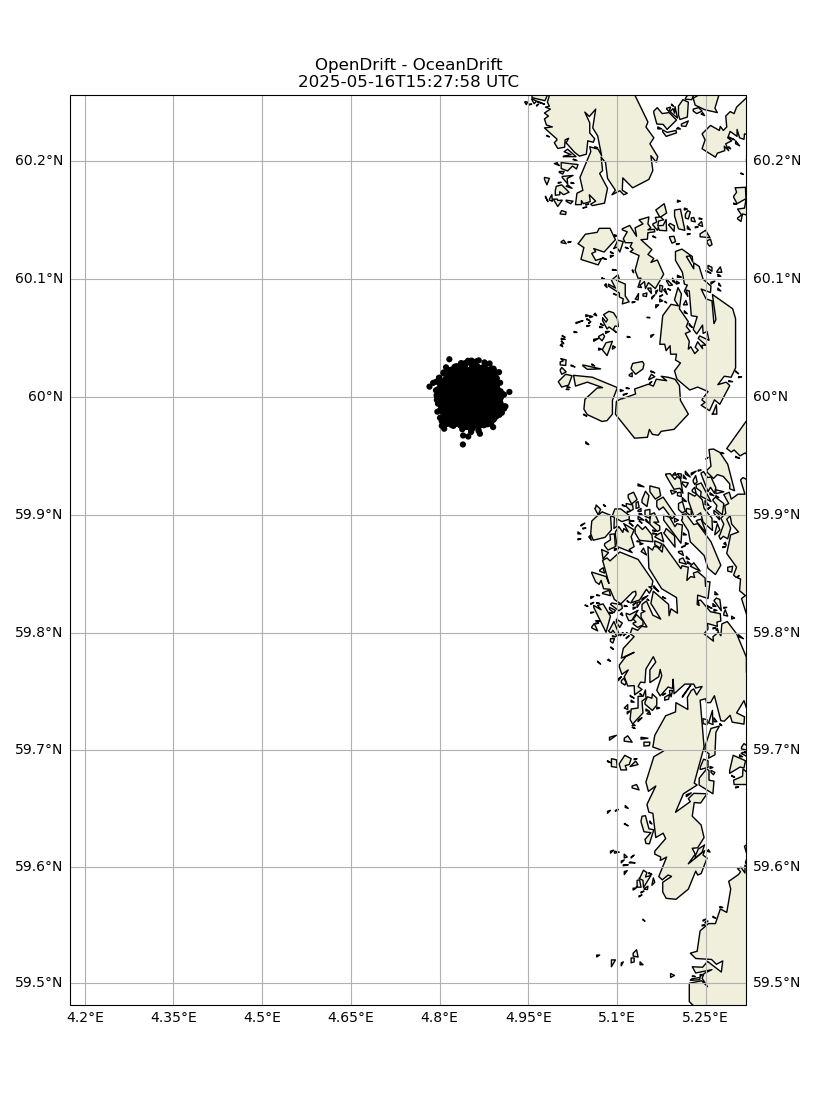 OpenDrift - OceanDrift
2025-05-16T15:27:58 UTC
60.2°N 60.2°N
60.1°N 60.1°N
60°N 60°N
59.9°N 59.9°N
59.8°N 59.8°N
59.7°N 59.7°N
59.6°N 59.6°N
59.5°N 59.5°N
4.2°E 4.35°E 4.5°E 4.65°E 4.8°E 4.95°E 5.1°E 5.25°E